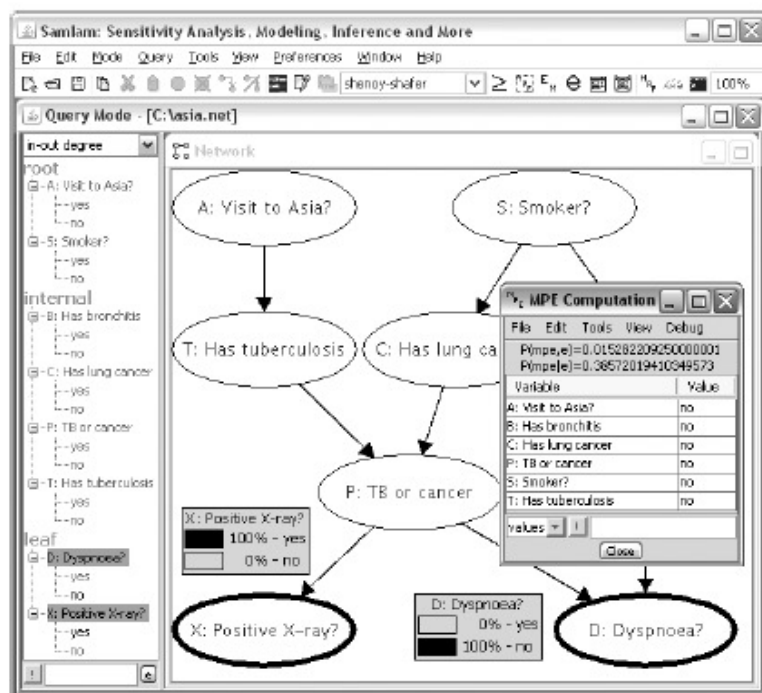 SamIam: Sensitivity Analysis, Modeling, Inference and More
File Edit Mode Query Tools View Preferences Window Help
shenoy-shafer
100%
Query Mode - [C:\asia.net]
in-out degree
root
A: Visit to Asia?
yes
no
S: Smoker?
yes
no
internal
B: Has bronchitis
yes
no
C: Has lung cancer
yes
no
P: TB or cancer
yes
no
T: Has tuberculosis
yes
no
leaf
D: Dyspnoea?
yes
no
X: Positive X-ray?
yes
no
Network
A: Visit to Asia?
S: Smoker?
T: Has tuberculosis
C: Has lung ca
P: TB or cancer
X: Positive X-ray?
100% - yes
0% - no
X: Positive X-ray?
D: Dyspnoea?
0% - yes
100% - no
D: Dyspnoea?
MPE Computation
File Edit Tools View Debug
P(mpe,e)=0.015282209250000001
P(mpe|e)=0.38572019410349573
Variable Value
A: Visit to Asia? no
B: Has bronchitis no
C: Has lung cancer no
P: TB or cancer no
S: Smoker? no
T: Has tuberculosis no
values !
Close
! e